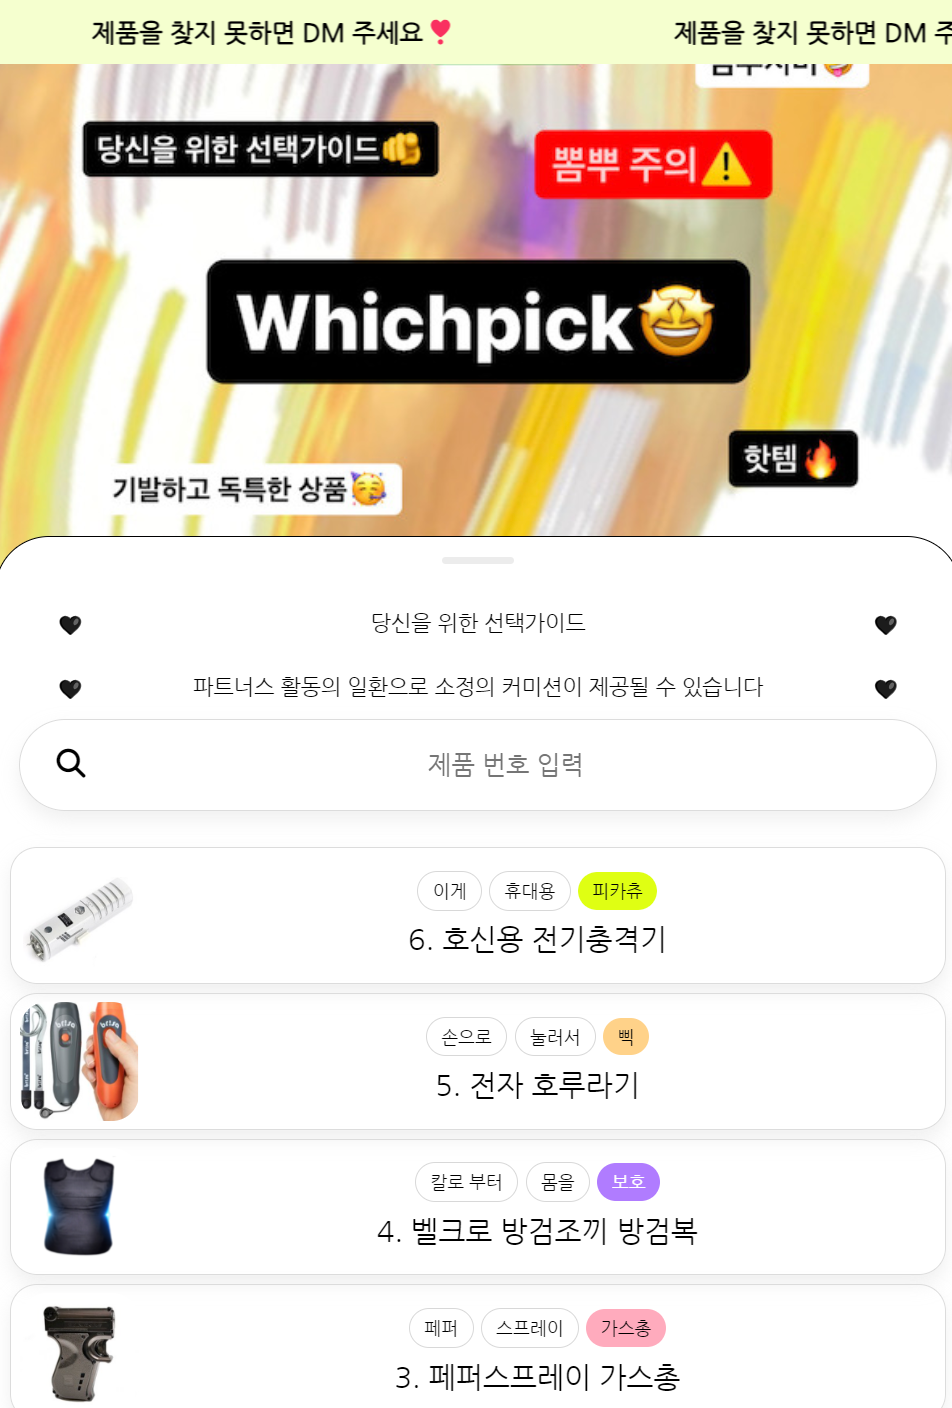 제품을 찾지 못하면 DM 주세요❣️ 제품을 찾지 못하면 DM
당신을 위한 선택가이드🫵
뽐뿌 주의⚠️
Whichpick🤩
핫템🔥
기발하고 독특한 상품🥳
🖤 당신을 위한 선택가이드 🖤
🖤 파트너스 활동의 일환으로 소정의 커미션이 제공될 수 있습니다 🖤
제품 번호 입력
이게 휴대용 피카츄
6. 호신용 전기충격기
손으로 눌러서 삑
5. 전자 호루라기
칼로 부터 몸을 보호
4. 벨크로 방검조끼 방검복
페퍼 스프레이 가스총
3. 페퍼스프레이 가스총